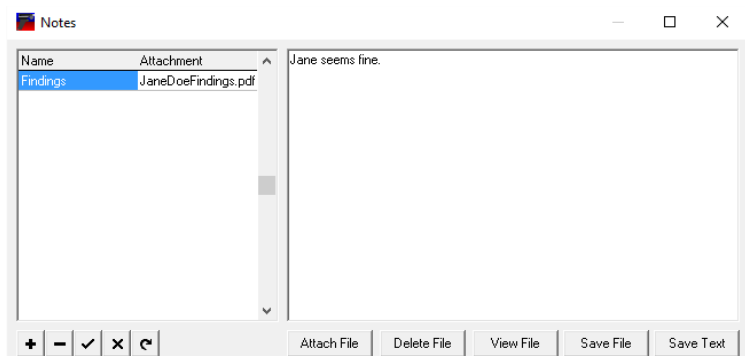 Notes
Name Attachment
Findings JaneDoeFindings.pdf
Jane seems fine.
Attach File Delete File View File Save File Save Text